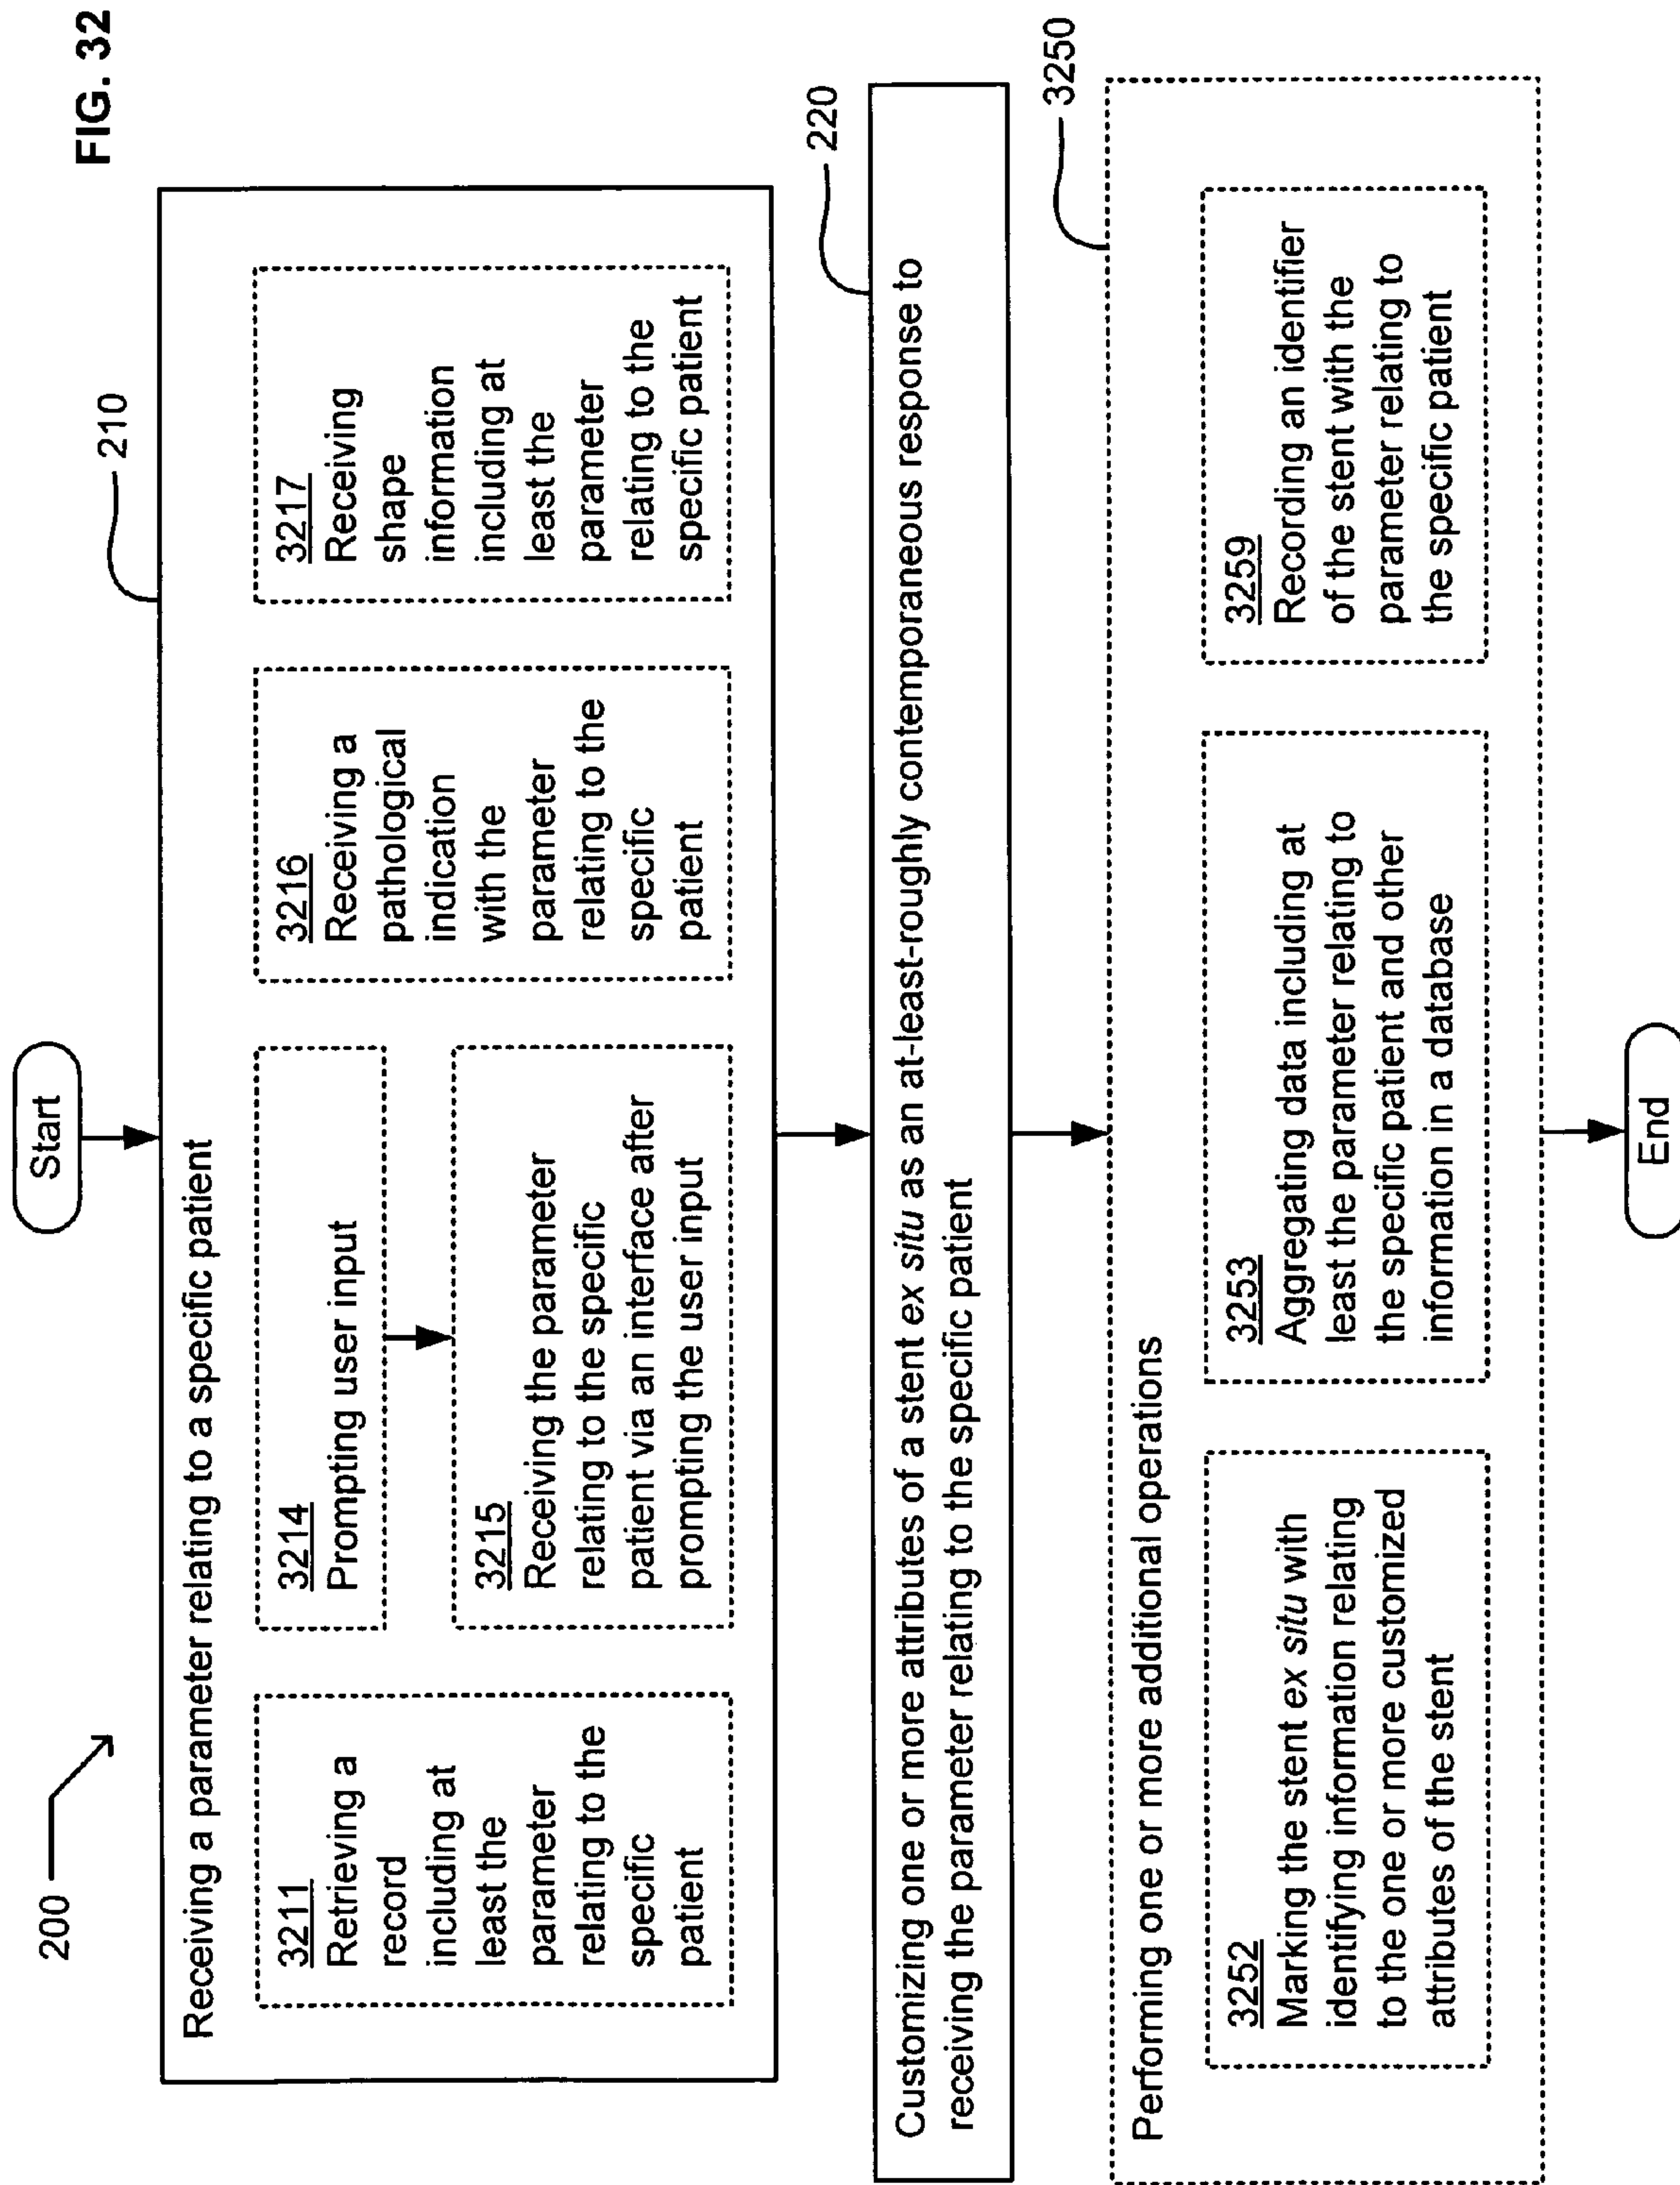 FIG. 32
200
Start
210
Receiving a parameter relating to a specific patient
3211
Retrieving a
record
including at
least the
parameter
relating to the
specific
patient
3214
Prompting user input
3215
Receiving the parameter
relating to the specific
patient via an interface after
prompting the user input
3216
Receiving a
pathological
indication
with the
parameter
relating to the
specific
patient
3217
Receiving
shape
information
including at
least the
parameter
relating to the
specific patient
220
Customizing one or more attributes of a stent ex situ as an at-least-roughly contemporaneous response to
receiving the parameter relating to the specific patient
3250
Performing one or more additional operations
3252
Marking the stent ex situ with
identifying information relating
to the one or more customized
attributes of the stent
3253
Aggregating data including at
least the parameter relating to
the specific patient and other
information in a database
3259
Recording an identifier
of the stent with the
parameter relating to
the specific patient
End